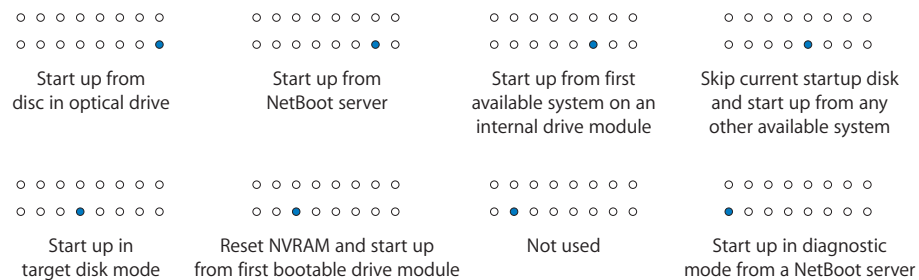 Start up from
disc in optical drive
Start up from
NetBoot server
Start up from first
available system on an
internal drive module
Skip current startup disk
and start up from any
other available system
Start up in
target disk mode
Reset NVRAM and start up
from first bootable drive module
Not used
Start up in diagnostic
mode from a NetBoot server